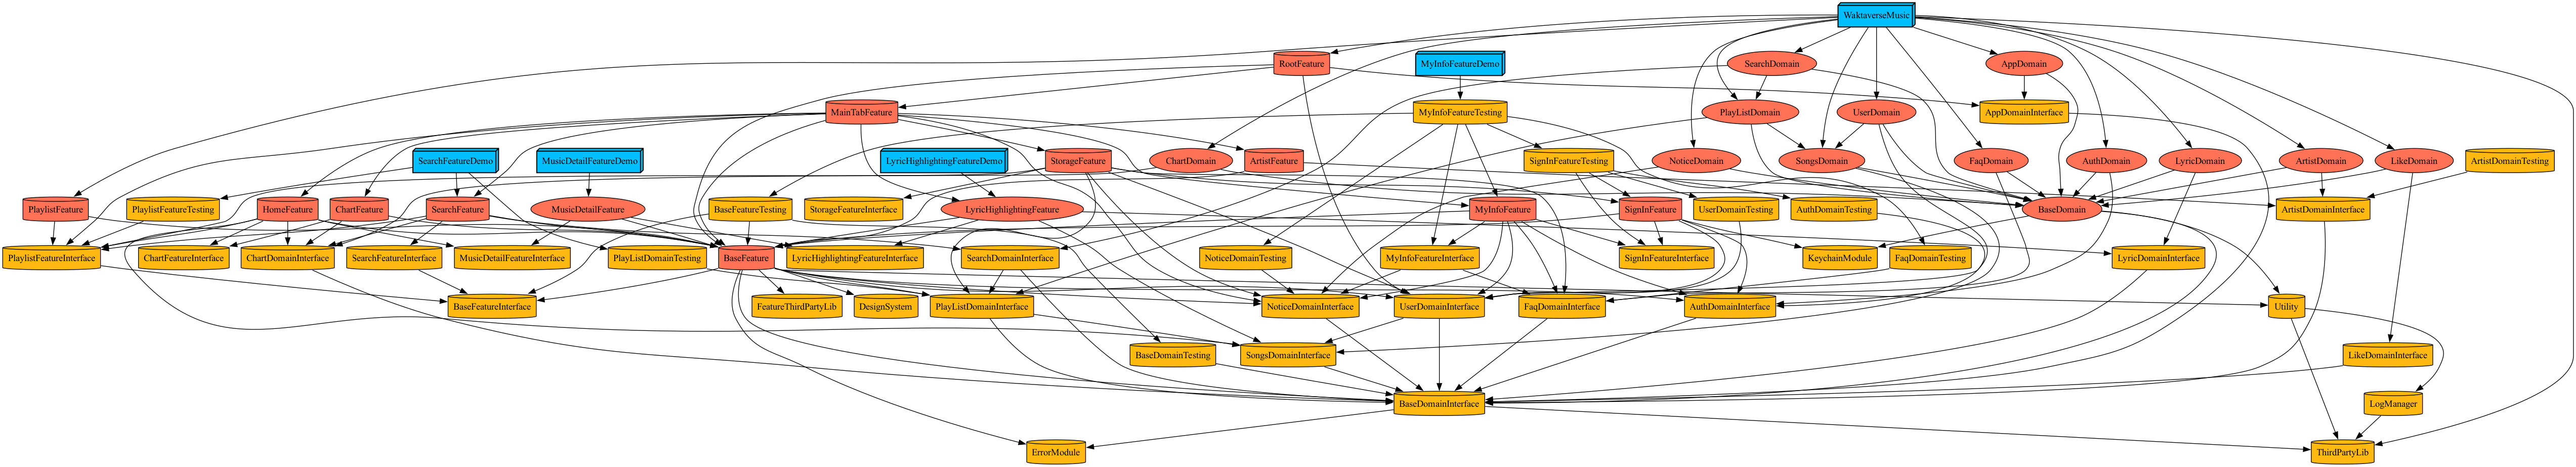 WaktaverseMusic
RootFeature
MyInfoFeatureDemo
SearchDomain
AppDomain
MainTabFeature
MyInfoFeatureTesting
PlayListDomain
UserDomain
AppDomainInterface
SearchFeatureDemo
MusicDetailFeatureDemo
LyricHighlightingFeatureDemo
StorageFeature
ChartDomain
ArtistFeature
SignInFeatureTesting
NoticeDomain
SongsDomain
FaqDomain
AuthDomain
LyricDomain
ArtistDomain
LikeDomain
ArtistDomainTesting
PlaylistFeature
PlaylistFeatureTesting
HomeFeature
ChartFeature
SearchFeature
MusicDetailFeature
BaseFeatureTesting
StorageFeatureInterface
LyricHighlightingFeature
MyInfoFeature
SignInFeature
UserDomainTesting
AuthDomainTesting
BaseDomain
ArtistDomainInterface
PlaylistFeatureInterface
ChartFeatureInterface
ChartDomainInterface
SearchFeatureInterface
MusicDetailFeatureInterface
PlayListDomainTesting
BaseFeature
LyricHighlightingFeatureInterface
SearchDomainInterface
NoticeDomainTesting
MyInfoFeatureInterface
SignInFeatureInterface
KeychainModule
FaqDomainTesting
LyricDomainInterface
BaseFeatureInterface
FeatureThirdPartyLib
DesignSystem
PlayListDomainInterface
NoticeDomainInterface
UserDomainInterface
FaqDomainInterface
AuthDomainInterface
Utility
BaseDomainTesting
SongsDomainInterface
LikeDomainInterface
BaseDomainInterface
LogManager
ErrorModule
ThirdPartyLib